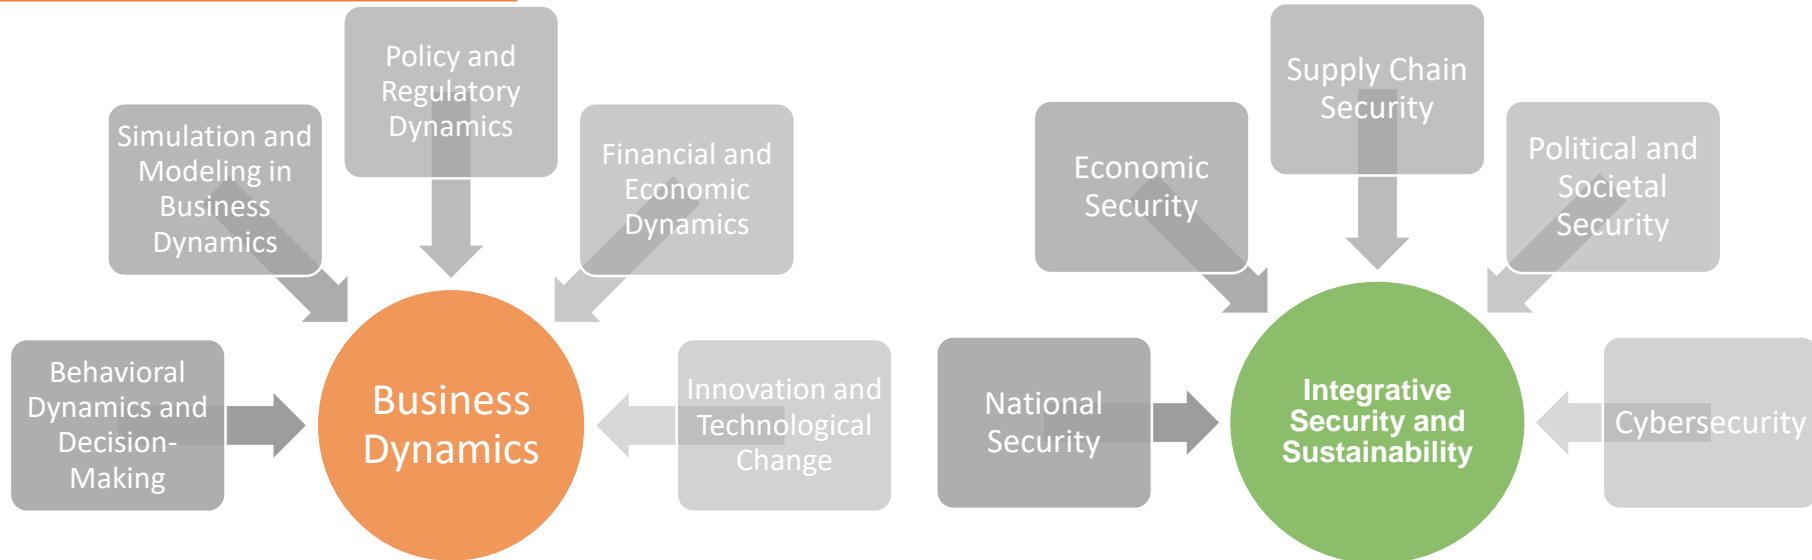 Policy and
Regulatory
Dynamics
Simulation and
Modeling in
Business
Dynamics
Financial and
Economic
Dynamics
Behavioral
Dynamics and
Decision-
Making
Business
Dynamics
Innovation and
Technological
Change
Supply Chain
Security
Economic
Security
Political and
Societal
Security
National
Security
Integrative
Security and
Sustainability
Cybersecurity